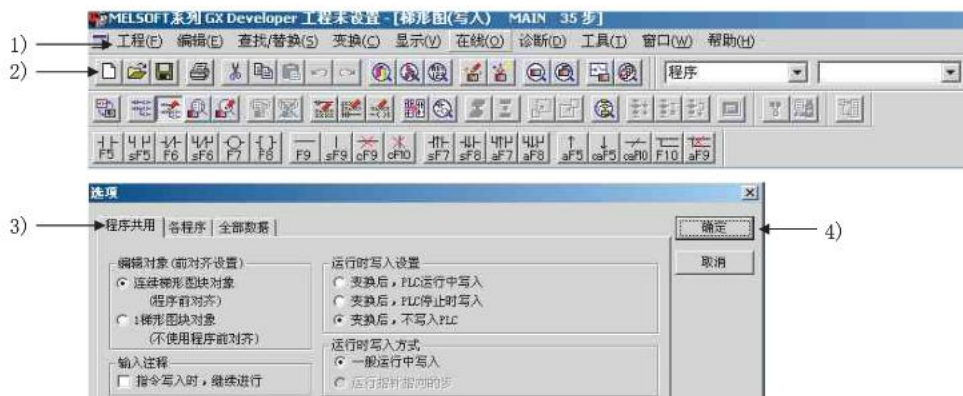 MELSOFT系列 GX Developer 工程未设置 - [梯形图(写入) MAIN 35 步]
1)
工程(F) 编辑(E) 查找/替换(S) 变换(C) 显示(V) 在线(O) 诊断(D) 工具(T) 窗口(W) 帮助(H)
2)
程序
F5 sF5 F6 sF6 F7 F8 F9 sF9 cF9 cF10 sF7 sF8 aF7 aF8 aF5 caF5 caF10 F10 aF9
选项
3)
程序共用 各程序 全部数据
确定
4)
取消
编辑对象(前对齐设置)
连续梯形图块对象
(程序前对齐)
1梯形图块对象
(不使用程序前对齐)
输入注释
指令写入时,继续进行
运行时写入设置
变换后,PLC运行中写入
变换后,PLC停止时写入
变换后,不写入PLC
运行时写入方式
一般运行中写入
运行指针指向的步